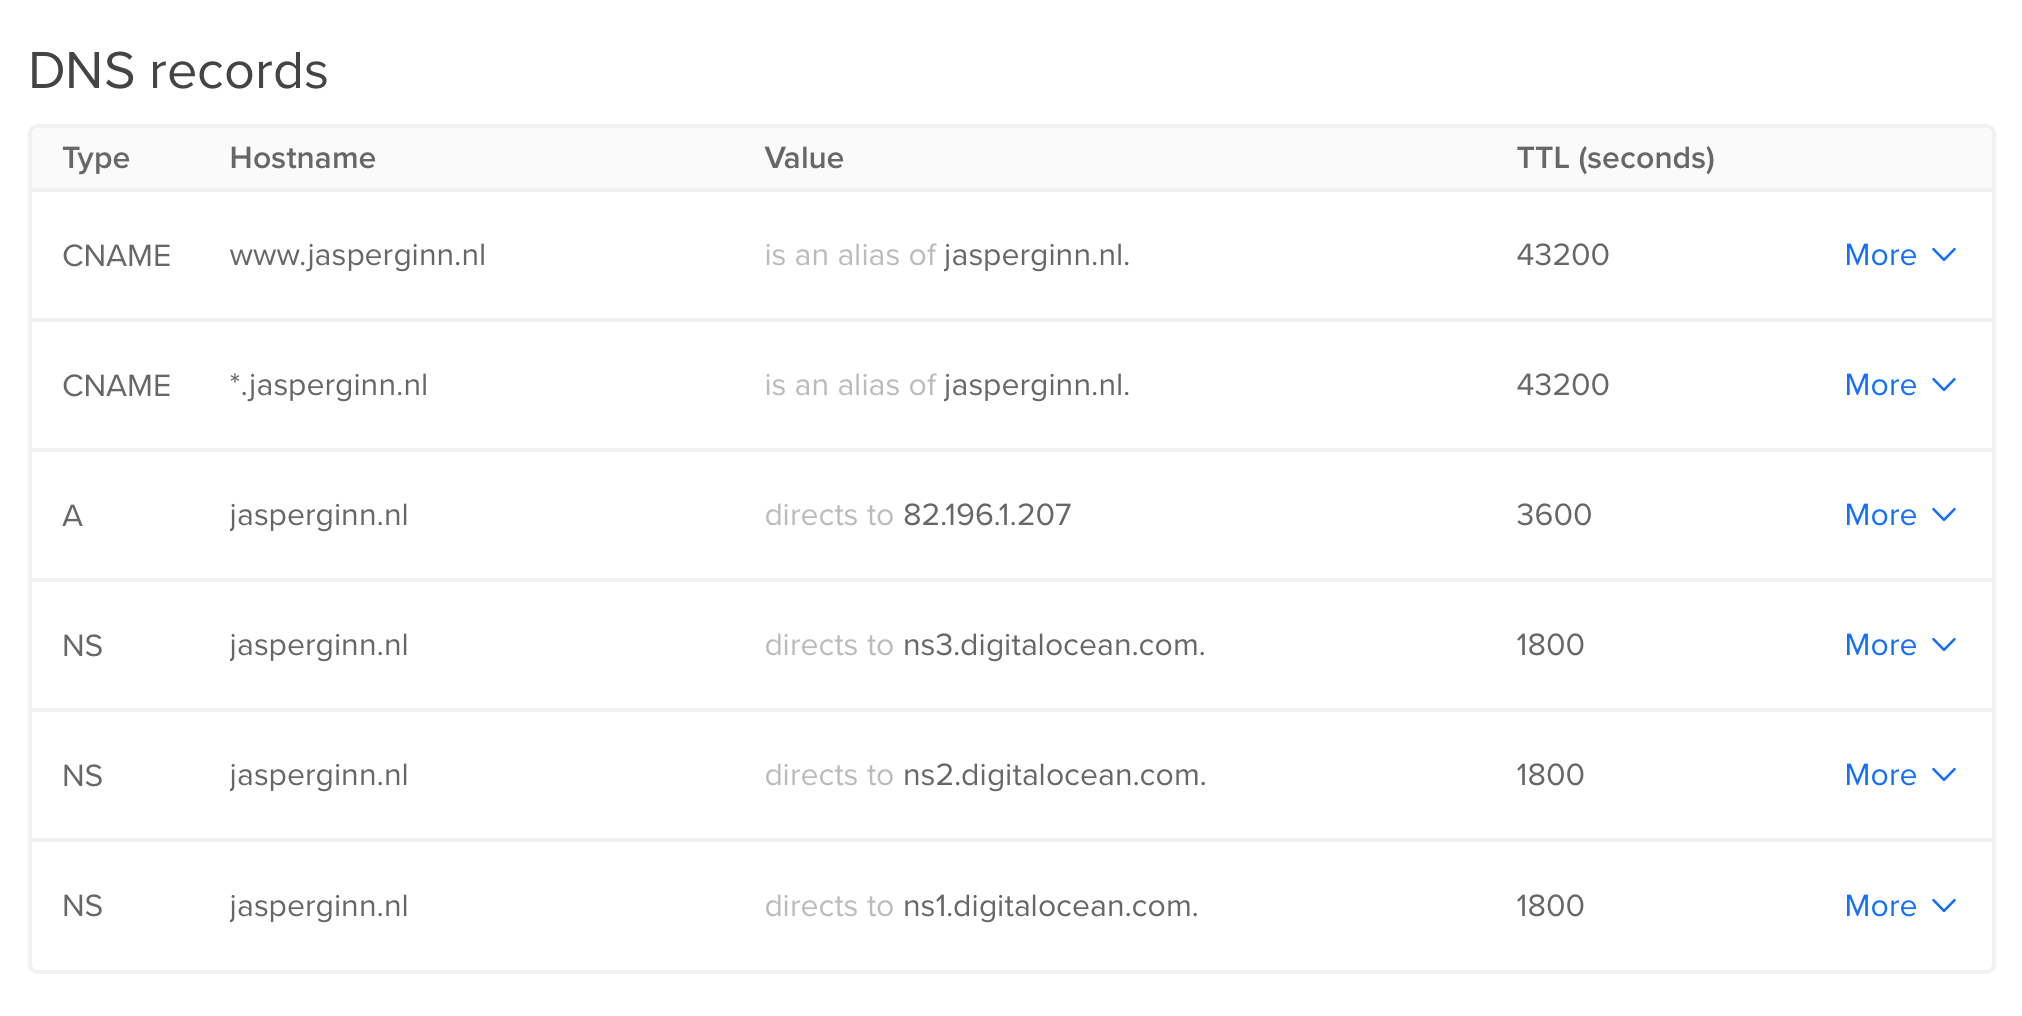 DNS records
Type Hostname Value TTL (seconds)
CNAME www.jasperginn.nl is an alias of jasperginn.nl. 43200 More
CNAME *.jasperginn.nl is an alias of jasperginn.nl. 43200 More
A jasperginn.nl directs to 82.196.1.207 3600 More
NS jasperginn.nl directs to ns3.digitalocean.com. 1800 More
NS jasperginn.nl directs to ns2.digitalocean.com. 1800 More
NS jasperginn.nl directs to ns1.digitalocean.com. 1800 More